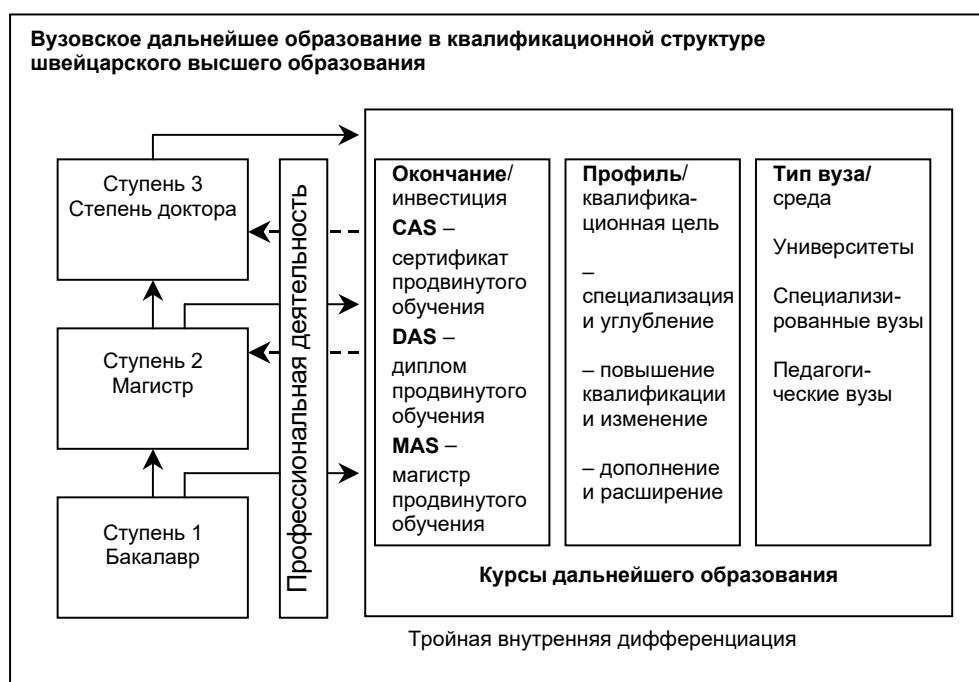 Вузовское дальнейшее образование в квалификационной структуре
швейцарского высшего образования
Ступень 3
Степень доктора
Ступень 2
Магистр
Ступень 1
Бакалавр
Профессиональная деятельность
Окончание/
инвестиция
CAS –
сертификат
продвинутого
обучения
DAS –
диплом
продвинутого
обучения
MAS –
магистр
продвинутого
обучения
Профиль/
квалифика-
ционная цель
–
специализация
и углубление
– повышение
квалификации
и изменение
– дополнение
и расширение
Тип вуза/
среда
Университеты
Специализи-
рованные вузы
Педагоги-
ческие вузы
Курсы дальнейшего образования
Тройная внутренняя дифференциация